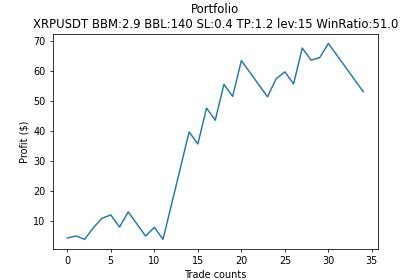 Portfolio
XRPUSDT BBM:2.9 BBL:140 SL:0.4 TP:1.2 lev:15 WinRatio:51.0
70
60
50
40
30
20
10
Profit ($)
0 5 10 15 20 25 30 35
Trade counts